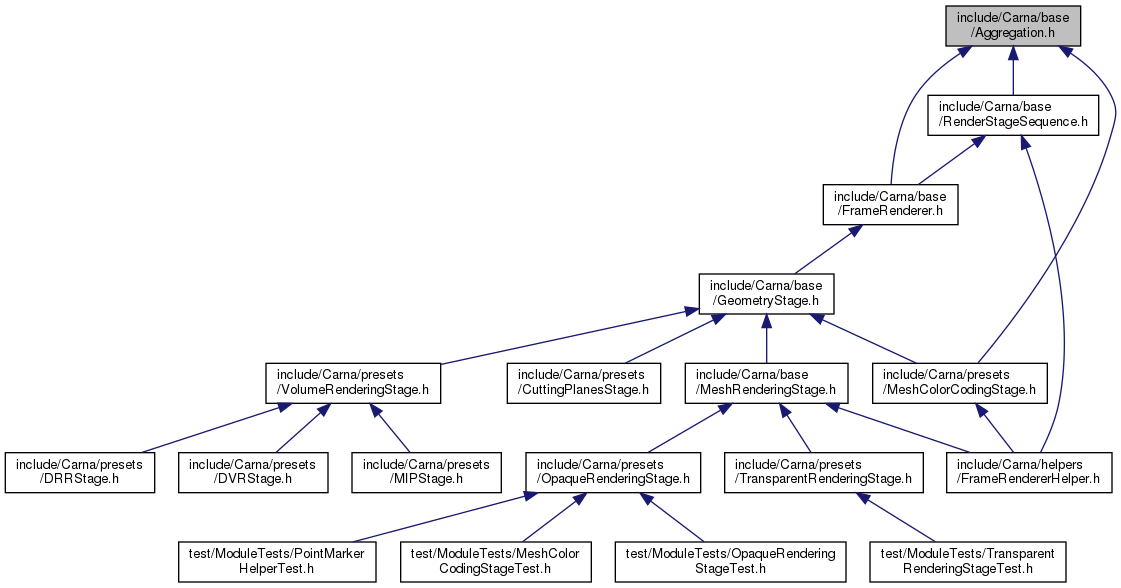 include/Carna/base
/Aggregation.h
include/Carna/base
/RenderStageSequence.h
include/Carna/base
/FrameRenderer.h
include/Carna/base
/GeometryStage.h
include/Carna/presets
/VolumeRenderingStage.h
include/Carna/presets
/CuttingPlanesStage.h
include/Carna/base
/MeshRenderingStage.h
include/Carna/presets
/MeshColorCodingStage.h
include/Carna/presets
/DRRStage.h
include/Carna/presets
/DVRStage.h
include/Carna/presets
/MIPStage.h
include/Carna/presets
/OpaqueRenderingStage.h
include/Carna/presets
/TransparentRenderingStage.h
include/Carna/helpers
/FrameRendererHelper.h
test/ModuleTests/PointMarker
HelperTest.h
test/ModuleTests/MeshColor
CodingStageTest.h
test/ModuleTests/OpaqueRendering
StageTest.h
test/ModuleTests/Transparent
RenderingStageTest.h